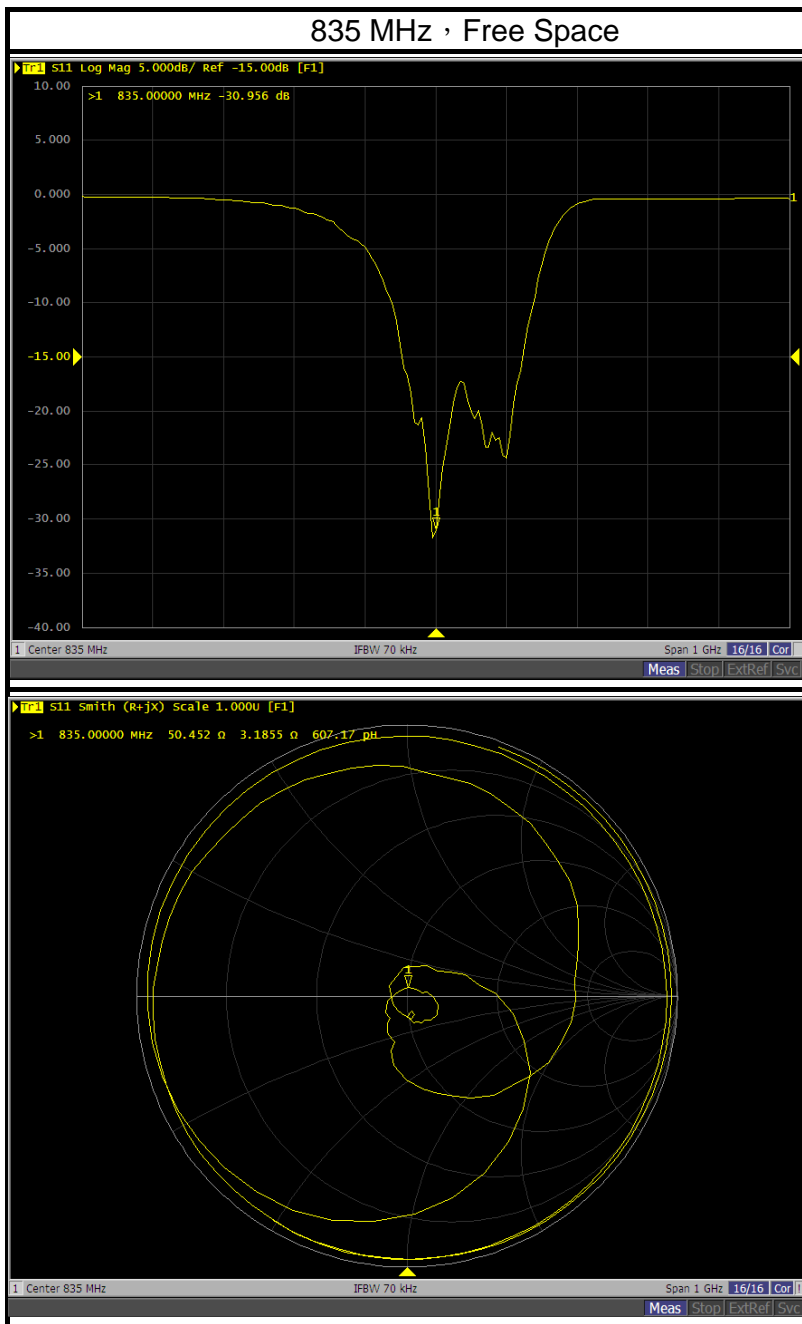 835 MHz，Free Space
Tr1 S11 Log Mag 5.000dB/ Ref -15.00dB [F1]
10.00
>1 835.00000 MHz -30.956 dB
5.000
0.000
1
-5.000
-10.00
-15.00
-20.00
-25.00
-30.00
1
-35.00
-40.00
1 Center 835 MHz IFBW 70 kHz Span 1 GHz 16/16 Cor
Meas Stop ExtRef Svc
Tr1 S11 Smith (R+jX) Scale 1.000U [F1]
>1 835.00000 MHz 50.452 Ω 3.1855 Ω 607.17 pH
1
1 Center 835 MHz IFBW 70 kHz Span 1 GHz 16/16 Cor !
Meas Stop ExtRef Svc